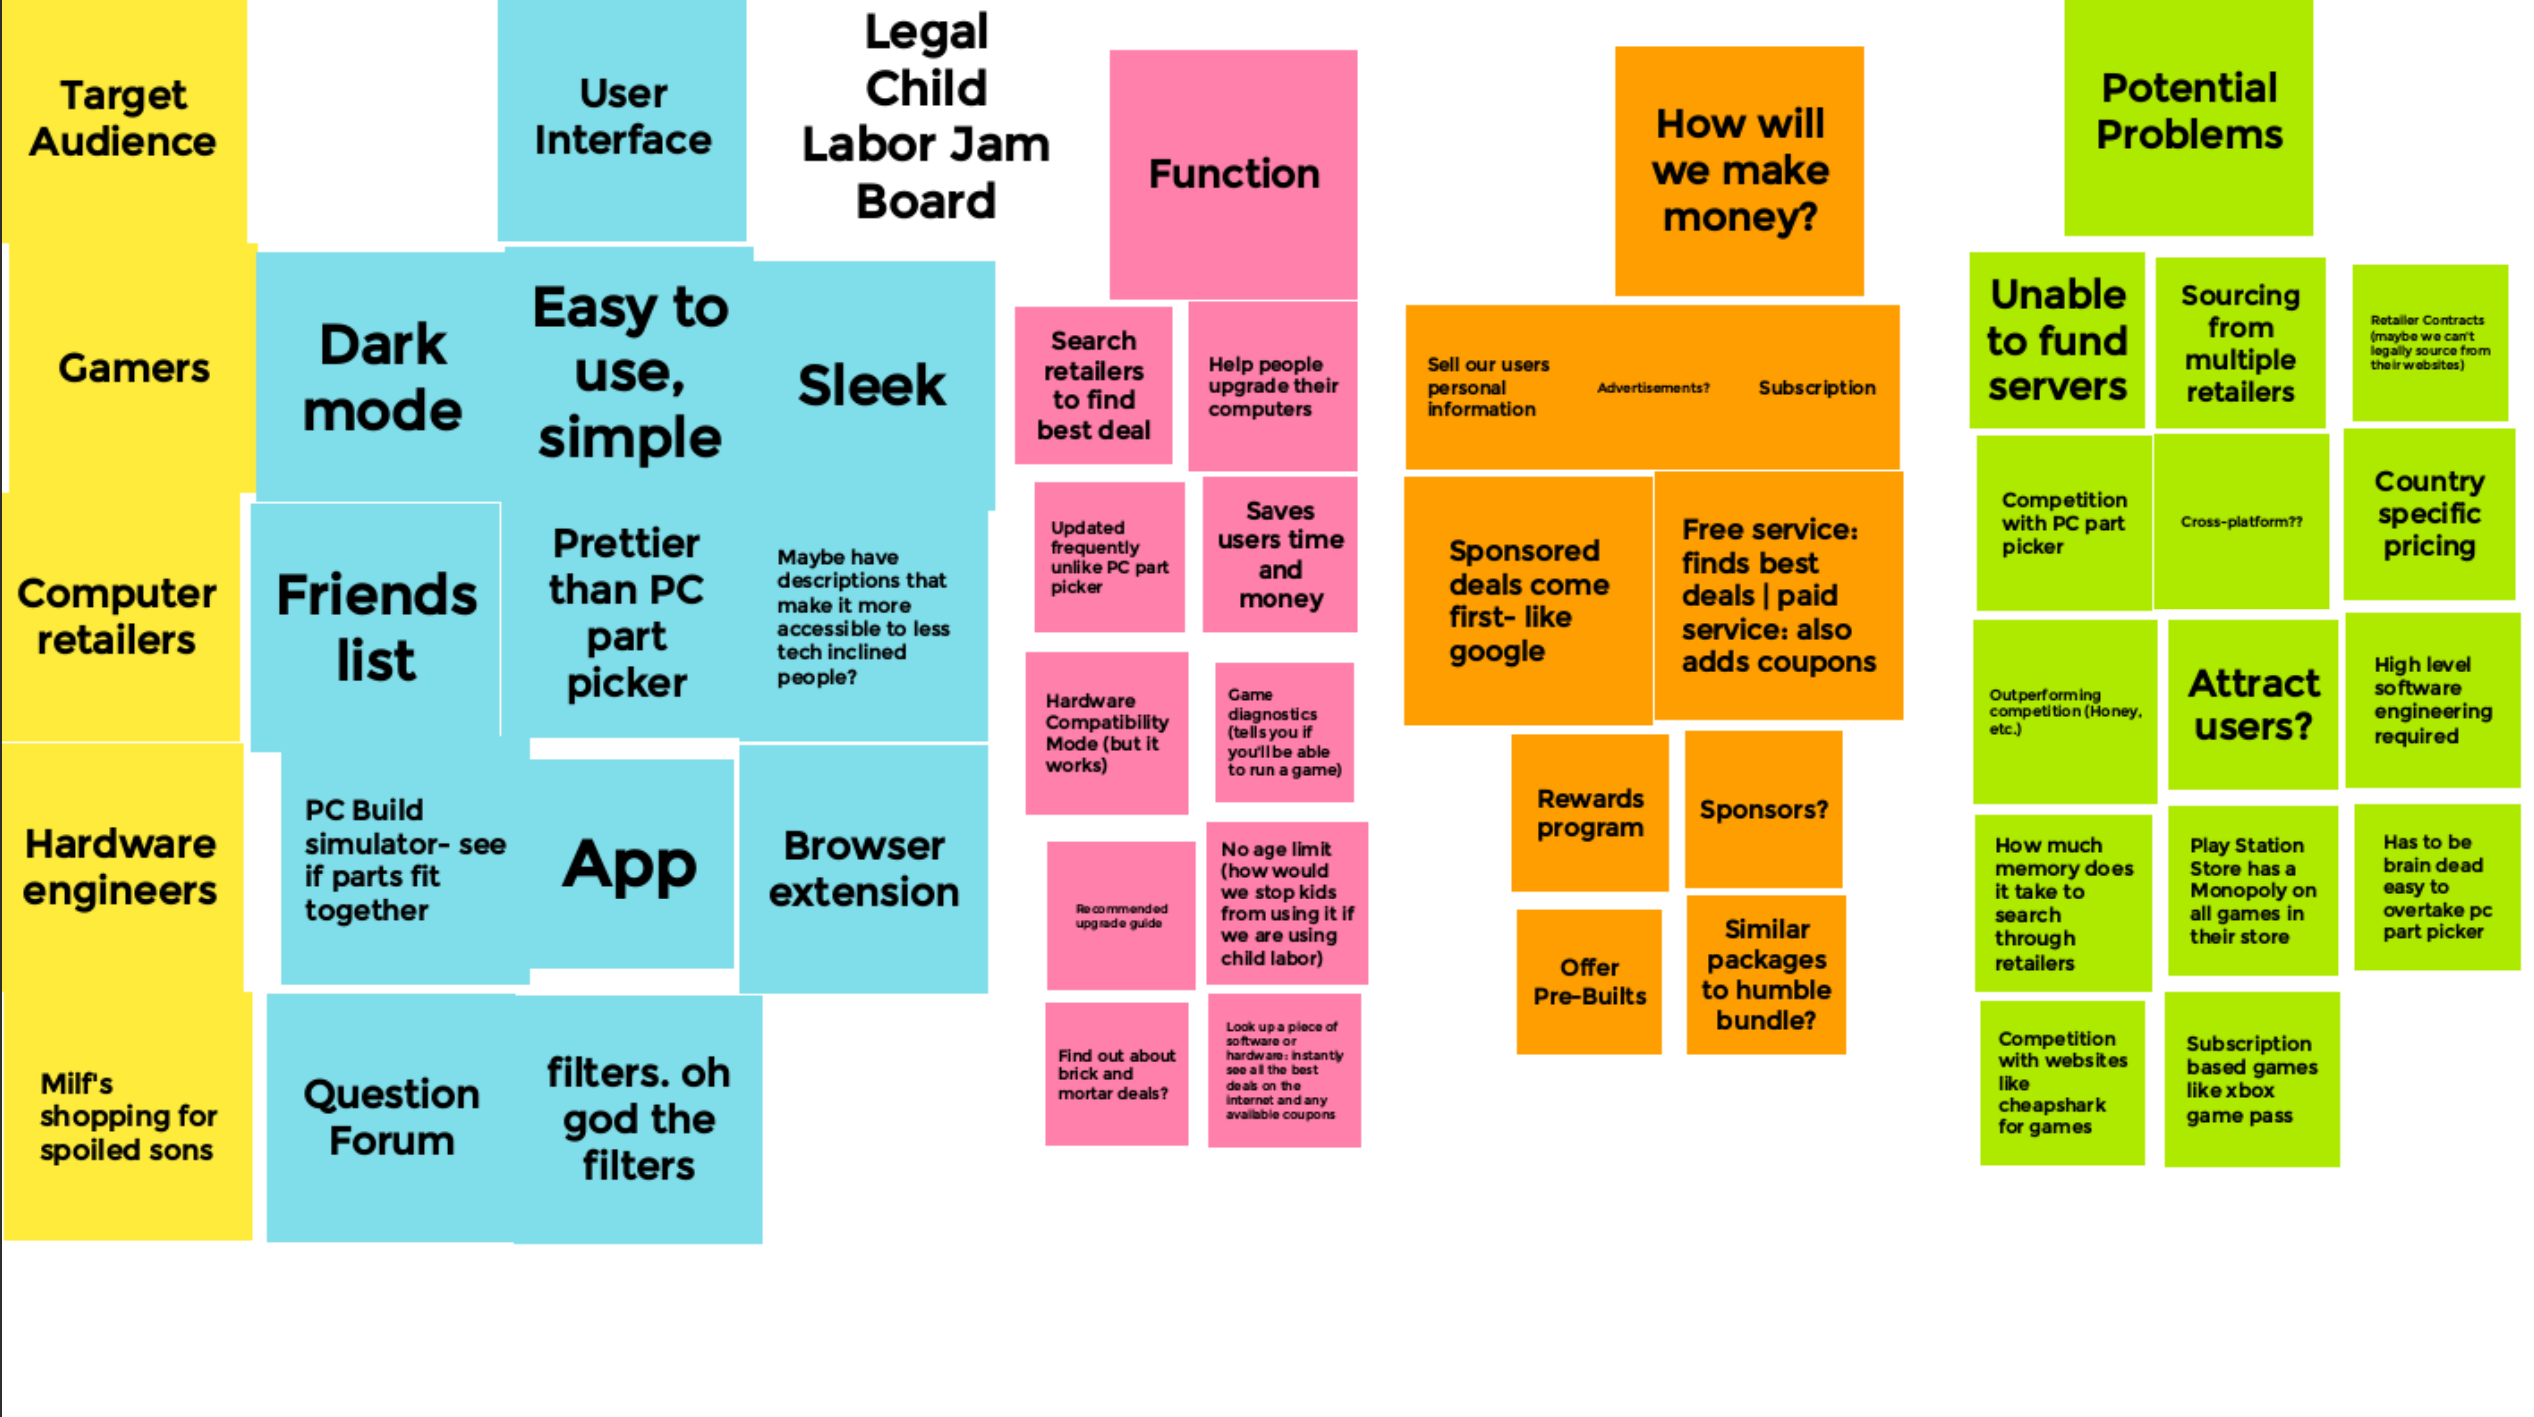 Target
Audience
Gamers
Computer
retailers
Hardware
engineers
Milf's
shopping for
spoiled sons
User
Interface
Dark
mode
Easy to
use,
simple
Sleek
Friends
list
Prettier
than PC
part
picker
Maybe have
descriptions that
make it more
accessible to less
tech inclined
people?
PC Build
simulator- see
if parts fit
together
App
Browser
extension
Question
Forum
filters. oh
god the
filters
Legal
Child
Labor Jam
Board
Function
Search
retailers
to find
best deal
Help people
upgrade their
computers
Updated
frequently
unlike PC part
picker
Saves
users time
and
money
Hardware
Compatibility
Mode (but it
works)
Game
diagnostics
(tells you if
you'll be able
to run a game)
Recommended
upgrade guide
No age limit
(how would
we stop kids
from using it if
we are using
child labor)
Find out about
brick and
mortar deals?
Look up a piece of
software or
hardware: instantly
see all the best
deals on the
internet and any
available coupons
How will
we make
money?
Sell our users
personal
information
Advertisements?
Subscription
Sponsored
deals come
first- like
google
Free service:
finds best
deals | paid
service: also
adds coupons
Rewards
program
Sponsors?
Offer
Pre-Builts
Similar
packages
to humble
bundle?
Potential
Problems
Unable
to fund
servers
Sourcing
from
multiple
retailers
Retailer Contracts
(maybe we can't
legally source from
their websites)
Competition
with PC part
picker
Cross-platform??
Country
specific
pricing
Outperforming
competition (Honey,
etc.)
Attract
users?
High level
software
engineering
required
How much
memory does
it take to
search
through
retailers
Play Station
Store has a
Monopoly on
all games in
their store
Has to be
brain dead
easy to
overtake pc
part picker
Competition
with websites
like
cheapshark
for games
Subscription
based games
like xbox
game pass